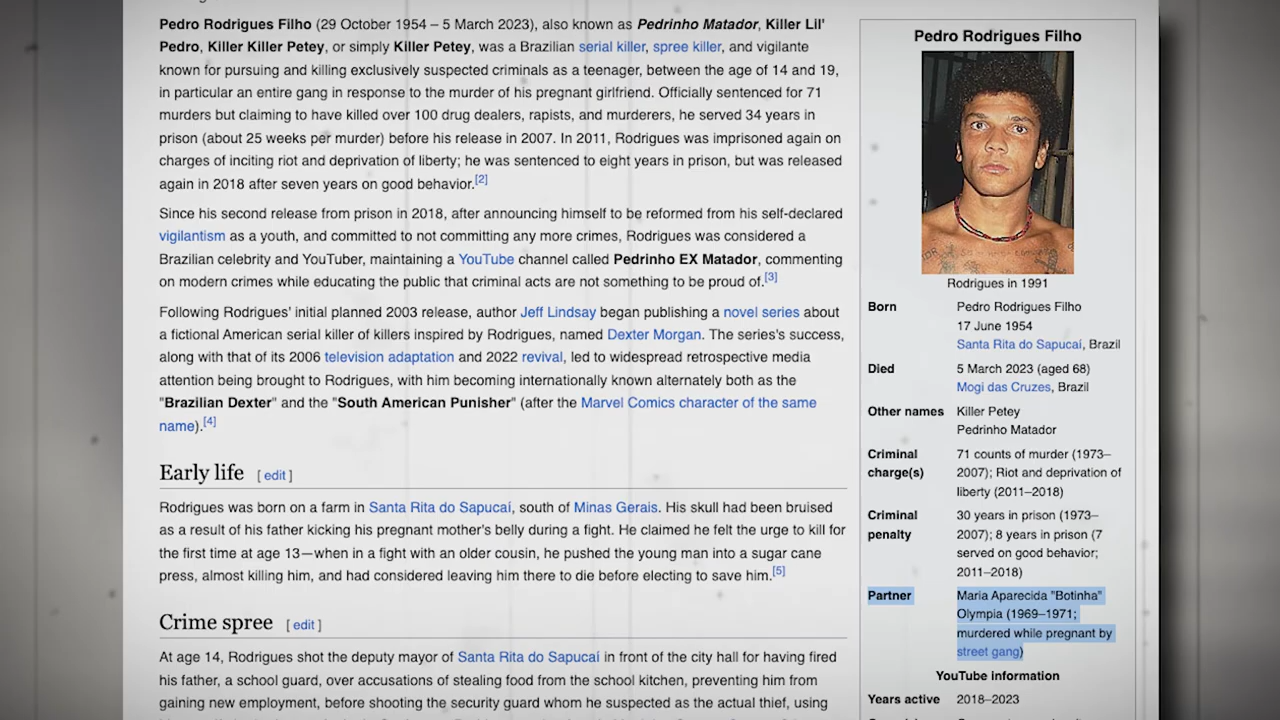 Pedro Rodrigues Filho (29 October 1954 – 5 March 2023), also known as Pedrinho Matador, Killer Lil'
Pedro, Killer Killer Petey, or simply Killer Petey, was a Brazilian serial killer, spree killer, and vigilante
known for pursuing and killing exclusively suspected criminals as a teenager, between the age of 14 and 19,
in particular an entire gang in response to the murder of his pregnant girlfriend. Officially sentenced for 71
murders but claiming to have killed over 100 drug dealers, rapists, and murderers, he served 34 years in
prison (about 25 weeks per murder) before his release in 2007. In 2011, Rodrigues was imprisoned again on
charges of inciting riot and deprivation of liberty; he was sentenced to eight years in prison, but was released
again in 2018 after seven years on good behavior.[2]
Since his second release from prison in 2018, after announcing himself to be reformed from his self-declared
vigilantism as a youth, and committed to not committing any more crimes, Rodrigues was considered a
Brazilian celebrity and YouTuber, maintaining a YouTube channel called Pedrinho EX Matador, commenting
on modern crimes while educating the public that criminal acts are not something to be proud of.[3]
Following Rodrigues' initial planned 2003 release, author Jeff Lindsay began publishing a novel series about
a fictional American serial killer of killers inspired by Rodrigues, named Dexter Morgan. The series's success,
along with that of its 2006 television adaptation and 2022 revival, led to widespread retrospective media
attention being brought to Rodrigues, with him becoming internationally known alternately both as the
"Brazilian Dexter" and the "South American Punisher" (after the Marvel Comics character of the same
name).[4]
Early life [ edit ]
Rodrigues was born on a farm in Santa Rita do Sapucaí, south of Minas Gerais. His skull had been bruised
as a result of his father kicking his pregnant mother's belly during a fight. He claimed he felt the urge to kill for
the first time at age 13—when in a fight with an older cousin, he pushed the young man into a sugar cane
press, almost killing him, and had considered leaving him there to die before electing to save him.[5]
Crime spree [ edit ]
At age 14, Rodrigues shot the deputy mayor of Santa Rita do Sapucaí in front of the city hall for having fired
his father, a school guard, over accusations of stealing food from the school kitchen, preventing him from
gaining new employment, before shooting the security guard whom he suspected as the actual thief, using
Pedro Rodrigues Filho
Rodrigues in 1991
Born Pedro Rodrigues Filho
17 June 1954
Santa Rita do Sapucaí, Brazil
Died 5 March 2023 (aged 68)
Mogi das Cruzes, Brazil
Other names Killer Petey
Pedrinho Matador
Criminal 71 counts of murder (1973–
charge(s) 2007); Riot and deprivation of
liberty (2011–2018)
Criminal 30 years in prison (1973–
penalty 2007); 8 years in prison (7
served on good behavior;
2011–2018)
Partner Maria Aparecida "Botinha"
Olympia (1969–1971;
murdered while pregnant by
street gang)
YouTube information
Years active 2018–2023